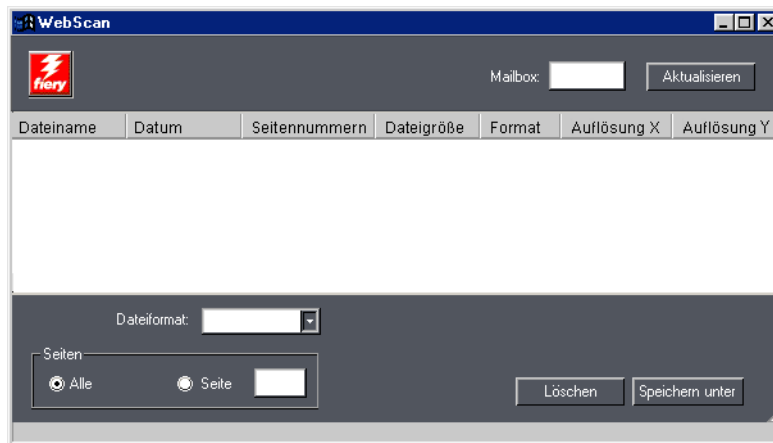 WebScan
fiery
Mailbox:
Aktualisieren
Dateiname Datum Seitennummern Dateigröße Format Auflösung X Auflösung Y
Dateiformat:
Seiten
Alle Seite
Löschen Speichern unter